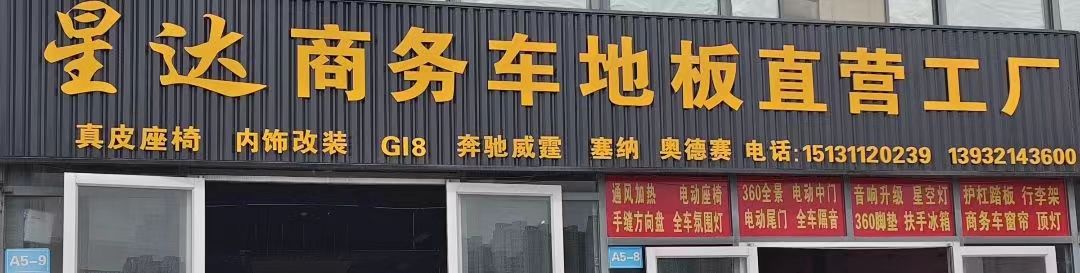 星达商务车地板直营工厂
真皮座椅 内饰改装 GI8 奔驰威霆 塞纳 奥德赛 电话:15131120239 13932143600
通风加热 电动座椅
手缝方向盘 全车氛围灯
360全景 电动中门
电动尾门 全车隔音
音响升级 星空灯
360脚垫 扶手冰箱
护杠踏板 行李架
商务车窗帘 顶灯
A5-9
A5-8